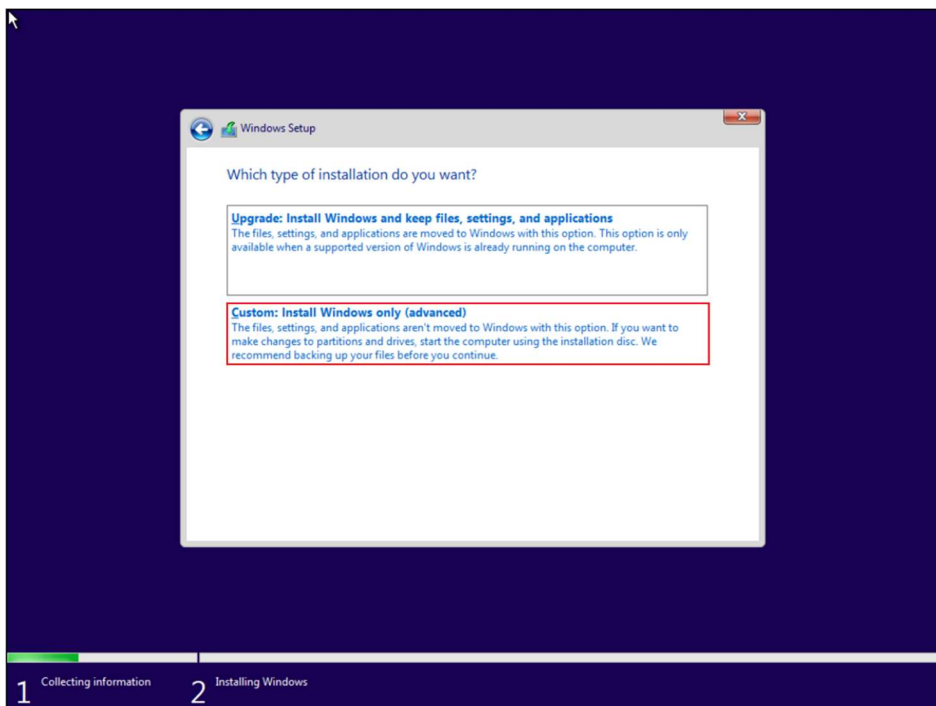 Windows Setup
Which type of installation do you want?
Upgrade: Install Windows and keep files, settings, and applications
The files, settings, and applications are moved to Windows with this option. This option is only
available when a supported version of Windows is already running on the computer.
Custom: Install Windows only (advanced)
The files, settings, and applications aren't moved to Windows with this option. If you want to
make changes to partitions and drives, start the computer using the installation disc. We
recommend backing up your files before you continue.
1 Collecting information
2 Installing Windows